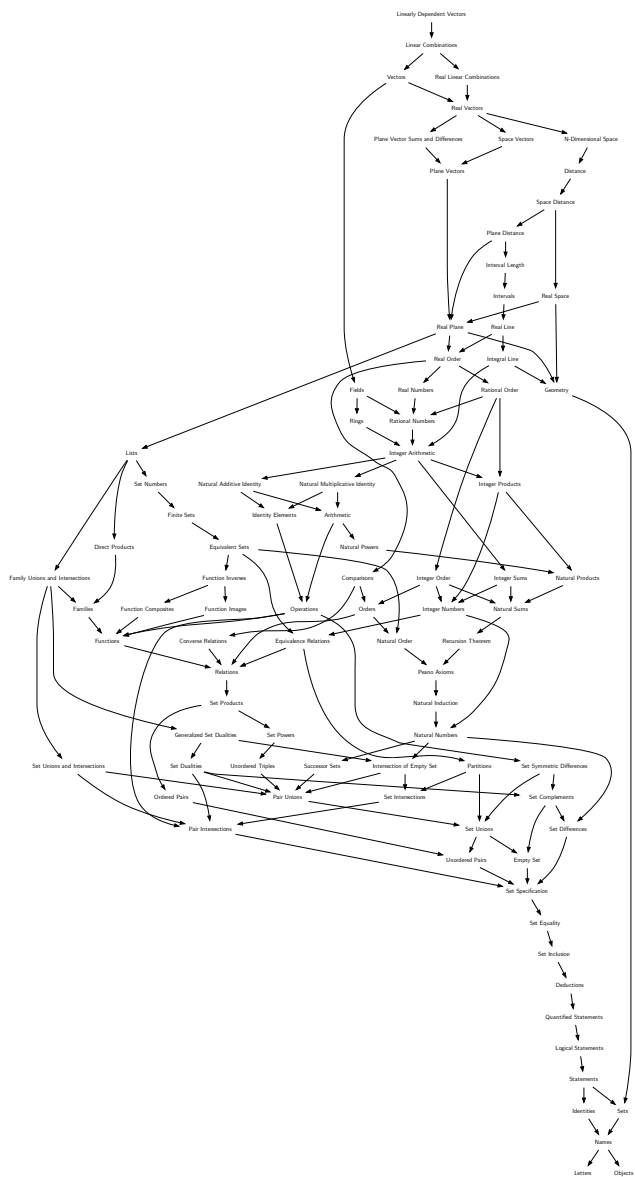 Linearly Dependent Vectors
Linear Combinations
Vectors
Real Linear Combinations
Real Vectors
Plane Vector Sums and Differences
Space Vectors
N-Dimensional Space
Plane Vectors
Distance
Space Distance
Plane Distance
Interval Length
Intervals
Real Space
Real Plane
Real Line
Real Order
Integral Line
Fields
Real Numbers
Rational Order
Geometry
Rings
Rational Numbers
Lists
Integer Arithmetic
Set Numbers
Natural Additive Identity
Natural Multiplicative Identity
Integer Products
Finite Sets
Identity Elements
Arithmetic
Direct Products
Equivalent Sets
Natural Powers
Family Unions and Intersections
Function Inverses
Comparisons
Integer Order
Integer Sums
Natural Products
Families
Function Composites
Function Images
Operations
Orders
Integer Numbers
Natural Sums
Functions
Converse Relations
Equivalence Relations
Natural Order
Recursion Theorem
Relations
Peano Axioms
Set Products
Natural Induction
Generalized Set Dualities
Set Powers
Natural Numbers
Set Unions and Intersections
Set Dualities
Unordered Triples
Successor Sets
Intersection of Empty Set
Partitions
Set Symmetric Differences
Ordered Pairs
Pair Unions
Set Intersections
Set Complements
Pair Intersections
Set Unions
Set Differences
Unordered Pairs
Empty Set
Set Specification
Set Equality
Set Inclusion
Deductions
Quantified Statements
Logical Statements
Statements
Identities
Sets
Names
Letters
Objects